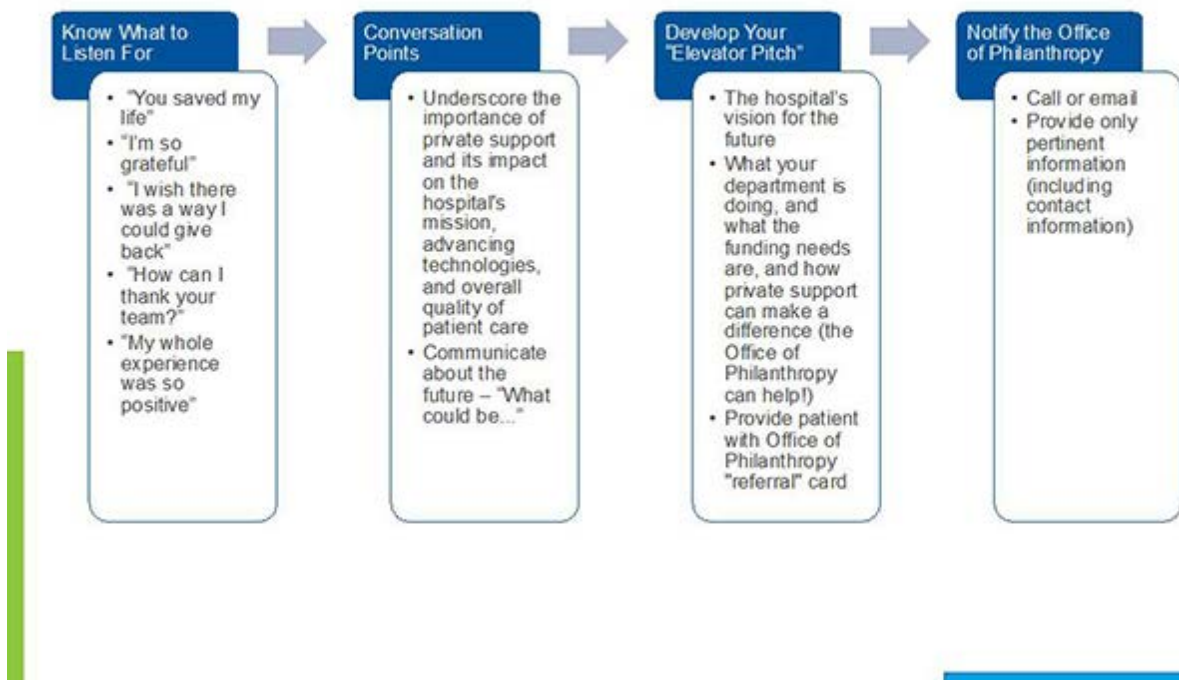 Know What to
Listen For
• "You saved my
life"
• "I'm so
grateful"
• "I wish there
was a way I
could give
back"
• "How can I
thank your
team?"
• "My whole
experience
was so
positive"
Conversation
Points
• Underscore the
importance of
private support
and its impact
on the
hospital's
mission,
advancing
technologies,
and overall
quality of
patient care
• Communicate
about the
future – "What
could be..."
Develop Your
"Elevator Pitch"
• The hospital's
vision for the
future
• What your
department is
doing, and
what the
funding needs
are, and how
private support
can make a
difference (the
Office of
Philanthropy
can help!)
• Provide patient
with Office of
Philanthropy
"referral" card
Notify the Office
of Philanthropy
• Call or email
• Provide only
pertinent
information
(including
contact
information)